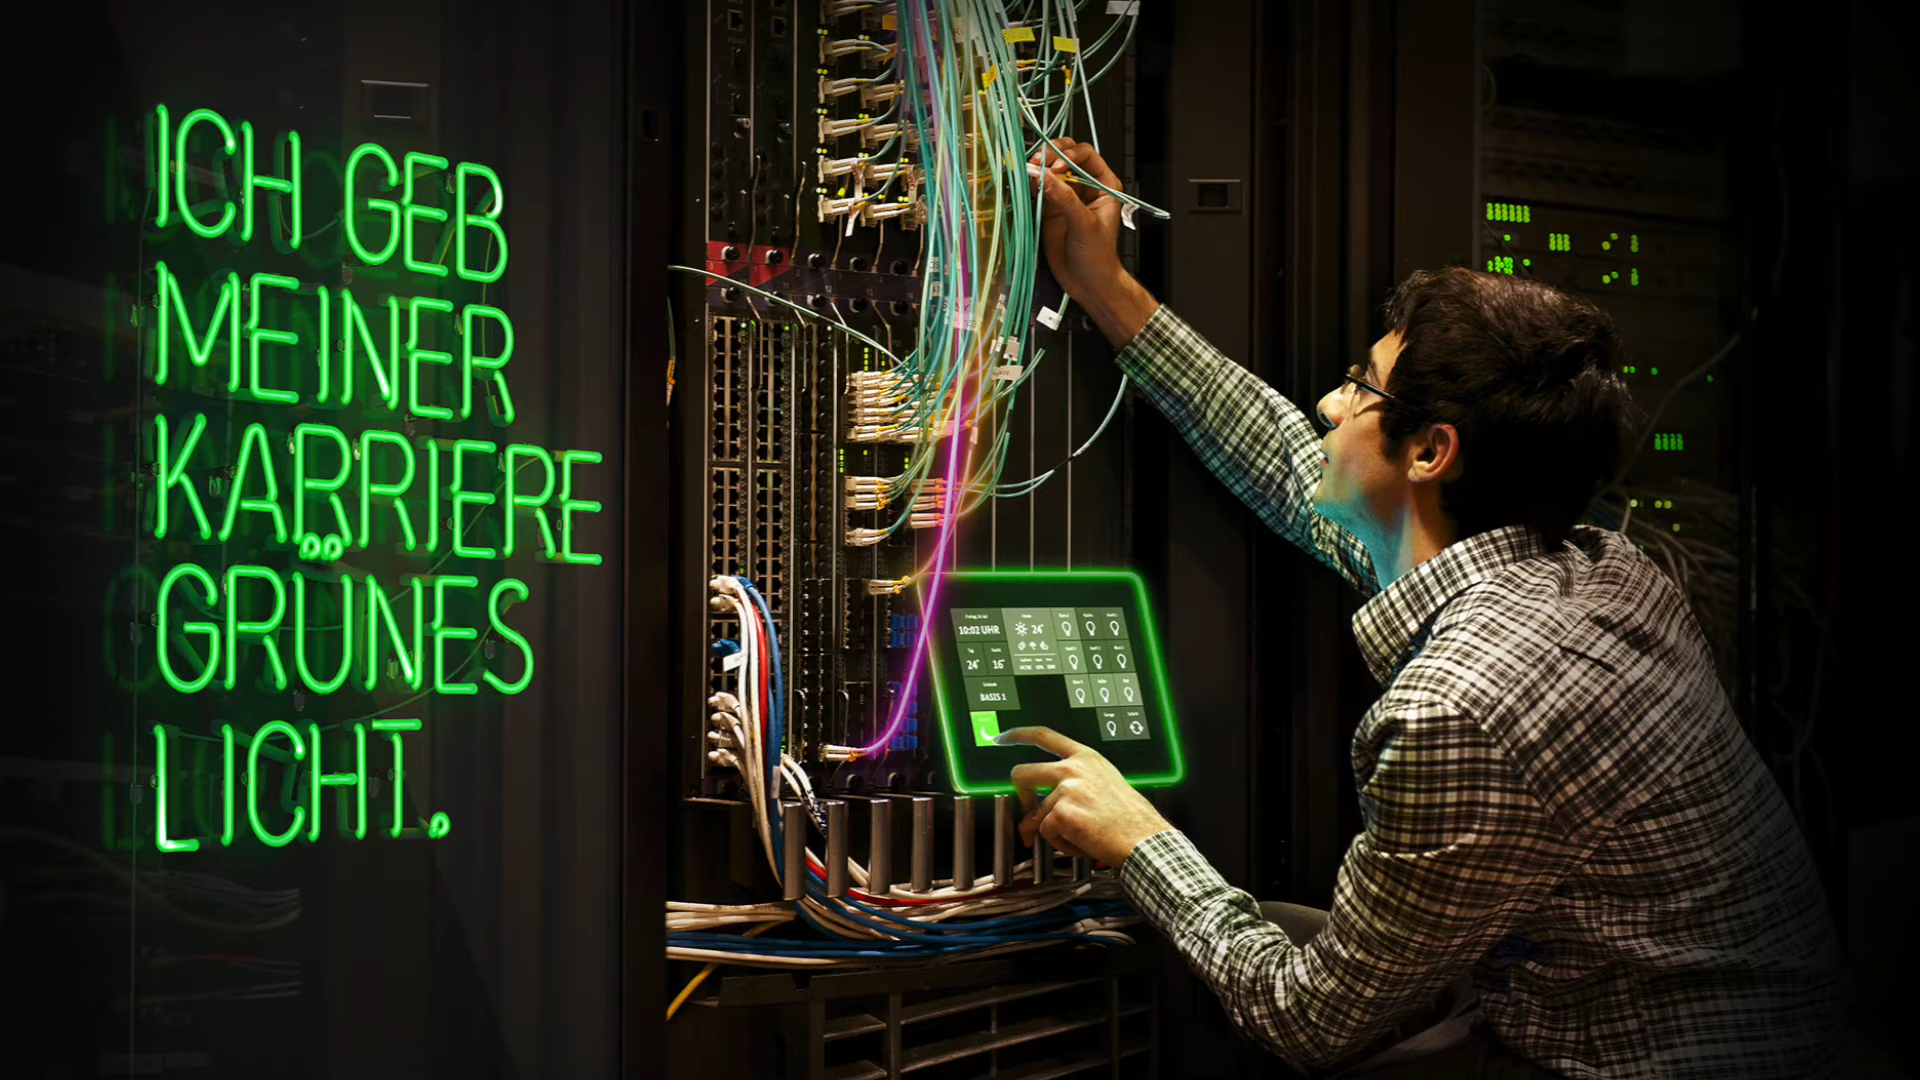 ICH GEB
MEINER
KARRIERE
GRÜNES
LICHT.
10:02 UHR
24°
24°
16°
BASIS 1